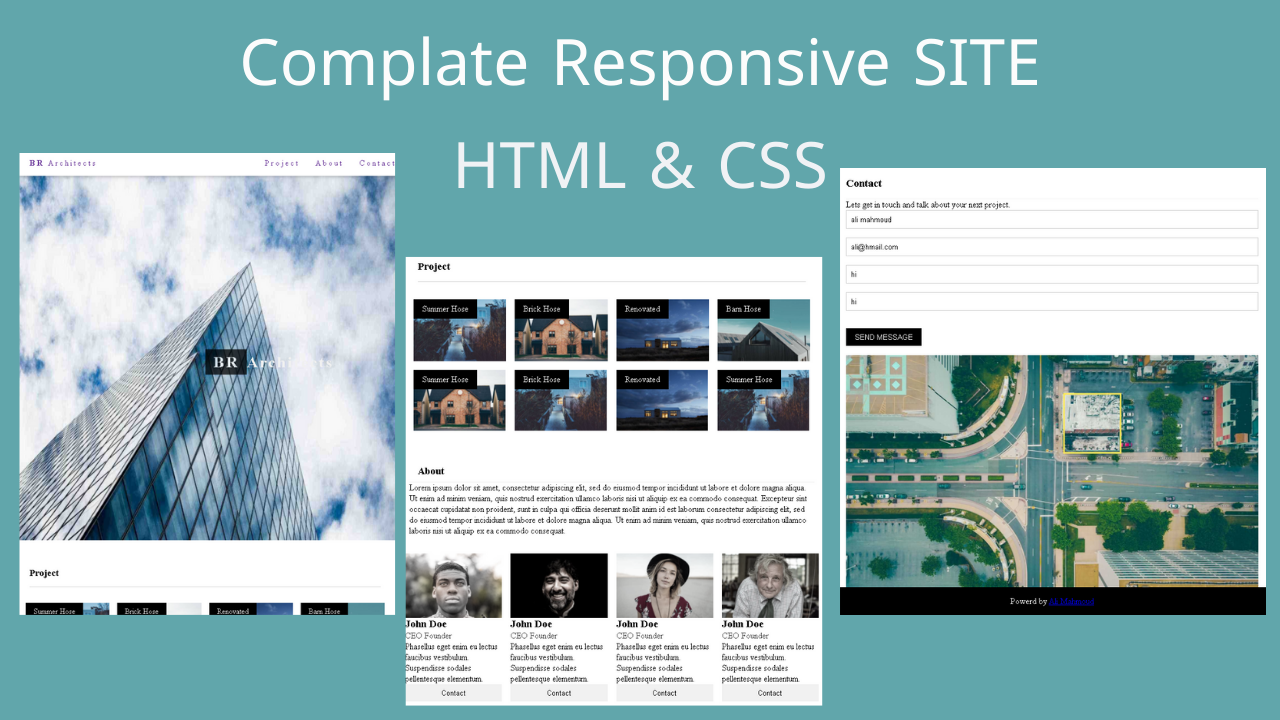 Complate Responsive SITE
HTML & CSS
BR Architects
Project About Contact
BR Architects
Project
Summer Hose Brick Hose Renovated Barn Hose
Project
Summer Hose Brick Hose Renovated Barn Hose
Summer Hose Brick Hose Renovated Summer Hose
About
Lorem ipsum dolor sit amet, consectetur adipiscing elit, sed do eiusmod tempor incididunt ut labore et dolore magna aliqua.
Ut enim ad minim veniam, quis nostrud exercitation ullamco laboris nisi ut aliquip ex ea commodo consequat. Excepteur sint
occaecat cupidatat non proident, sunt in culpa qui officia deserunt mollit anim id est laborum consectetur adipiscing elit, sed
do eiusmod tempor incididunt ut labore et dolore magna aliqua. Ut enim ad minim veniam, quis nostrud exercitation ullamco
laboris nisi ut aliquip ex ea commodo consequat.
John Doe John Doe John Doe John Doe
CEO Founder CEO Founder CEO Founder CEO Founder
Phasellus eget enim eu lectus Phasellus eget enim eu lectus Phasellus eget enim eu lectus Phasellus eget enim eu lectus
faucibus vestibulum. faucibus vestibulum. faucibus vestibulum. faucibus vestibulum.
Suspendisse sodales Suspendisse sodales Suspendisse sodales Suspendisse sodales
pellentesque elementum. pellentesque elementum. pellentesque elementum. pellentesque elementum.
Contact Contact Contact Contact
Contact
Lets get in touch and talk about your next project.
ali mahmoud
ali@hmail.com
hi
hi
SEND MESSAGE
Powerd by